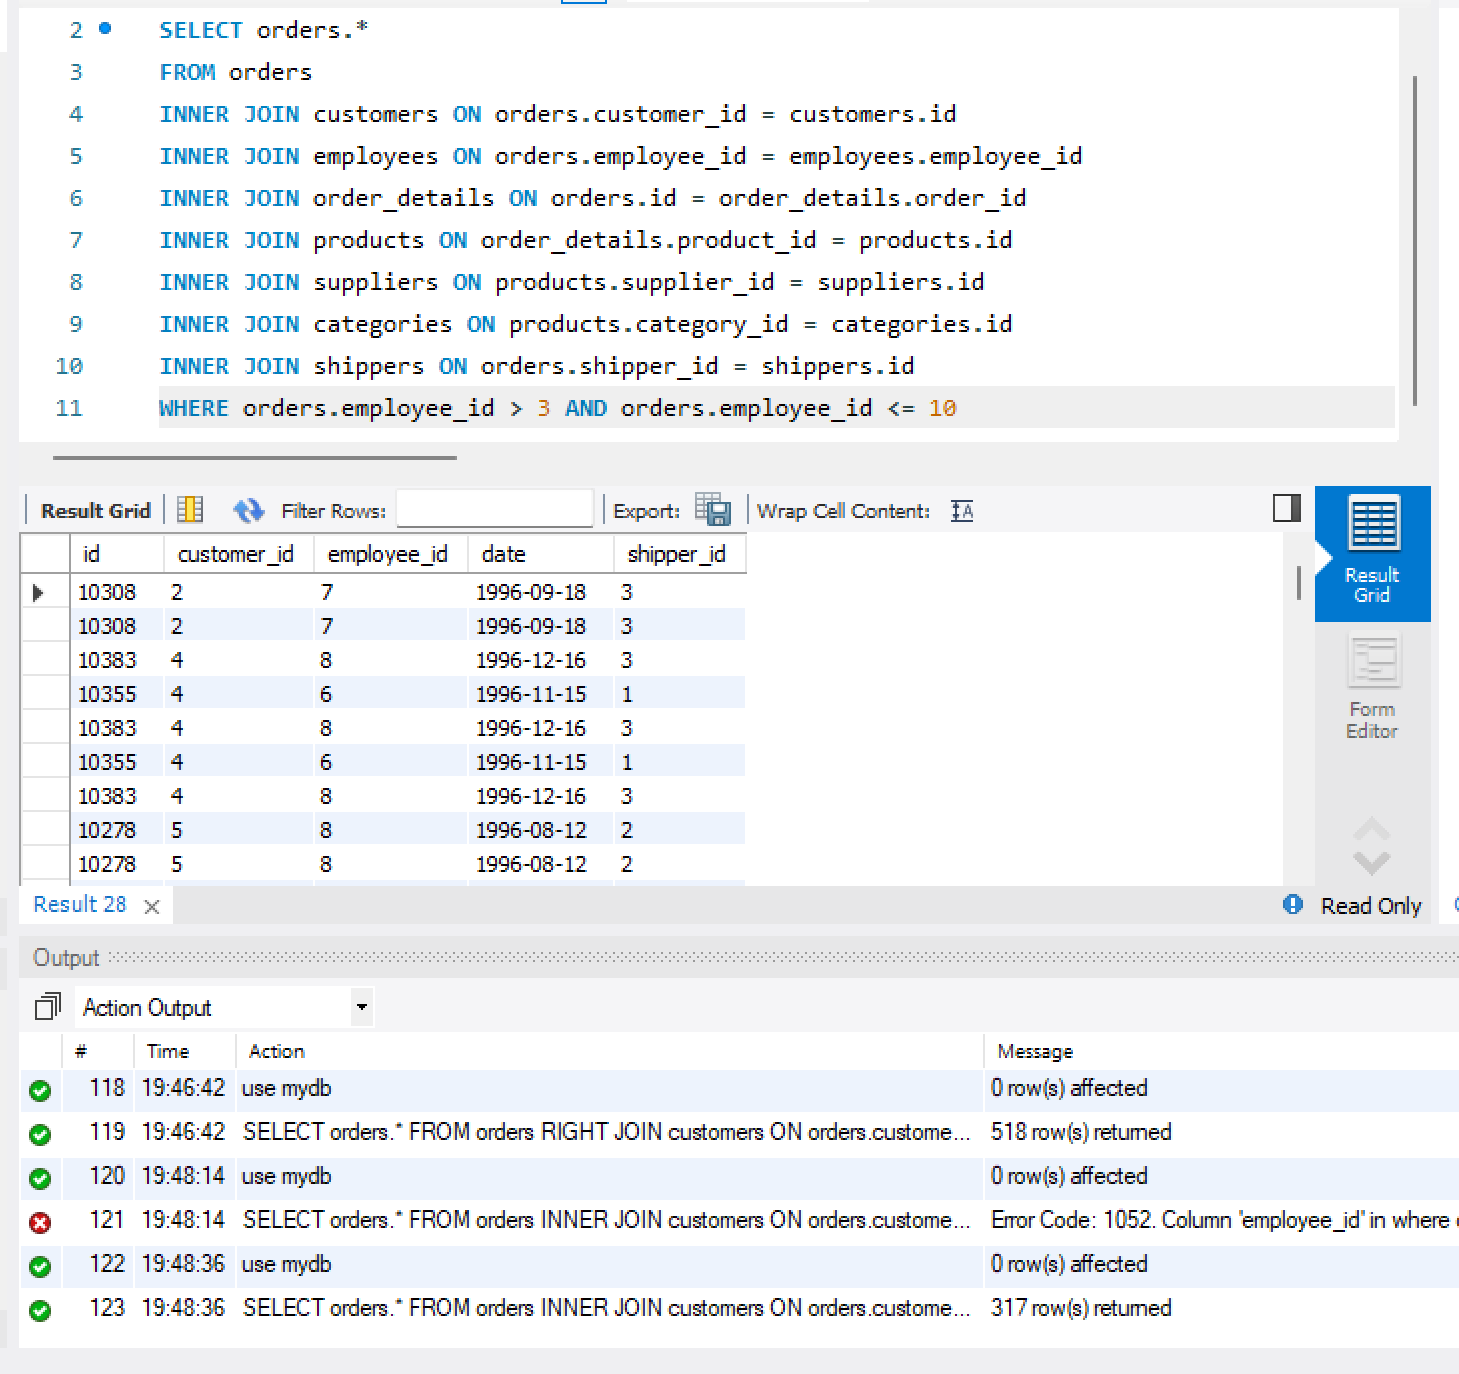 2 SELECT orders.*
3 FROM orders
4 INNER JOIN customers ON orders.customer_id = customers.id
5 INNER JOIN employees ON orders.employee_id = employees.employee_id
6 INNER JOIN order_details ON orders.id = order_details.order_id
7 INNER JOIN products ON order_details.product_id = products.id
8 INNER JOIN suppliers ON products.supplier_id = suppliers.id
9 INNER JOIN categories ON products.category_id = categories.id
10 INNER JOIN shippers ON orders.shipper_id = shippers.id
11 WHERE orders.employee_id > 3 AND orders.employee_id <= 10
Result Grid Filter Rows: Export: Wrap Cell Content: IA
id customer_id employee_id date shipper_id
10308 2 7 1996-09-18 3
10308 2 7 1996-09-18 3
10383 4 8 1996-12-16 3
10355 4 6 1996-11-15 1
10383 4 8 1996-12-16 3
10355 4 6 1996-11-15 1
10383 4 8 1996-12-16 3
10278 5 8 1996-08-12 2
10278 5 8 1996-08-12 2
Result
Grid
Form
Editor
Result 28 Read Only
Output
Action Output
# Time Action Message
118 19:46:42 use mydb 0 row(s) affected
119 19:46:42 SELECT orders.* FROM orders RIGHT JOIN customers ON orders.custome... 518 row(s) returned
120 19:48:14 use mydb 0 row(s) affected
121 19:48:14 SELECT orders.* FROM orders INNER JOIN customers ON orders.custome... Error Code: 1052. Column 'employee_id' in where
122 19:48:36 use mydb 0 row(s) affected
123 19:48:36 SELECT orders.* FROM orders INNER JOIN customers ON orders.custome... 317 row(s) returned